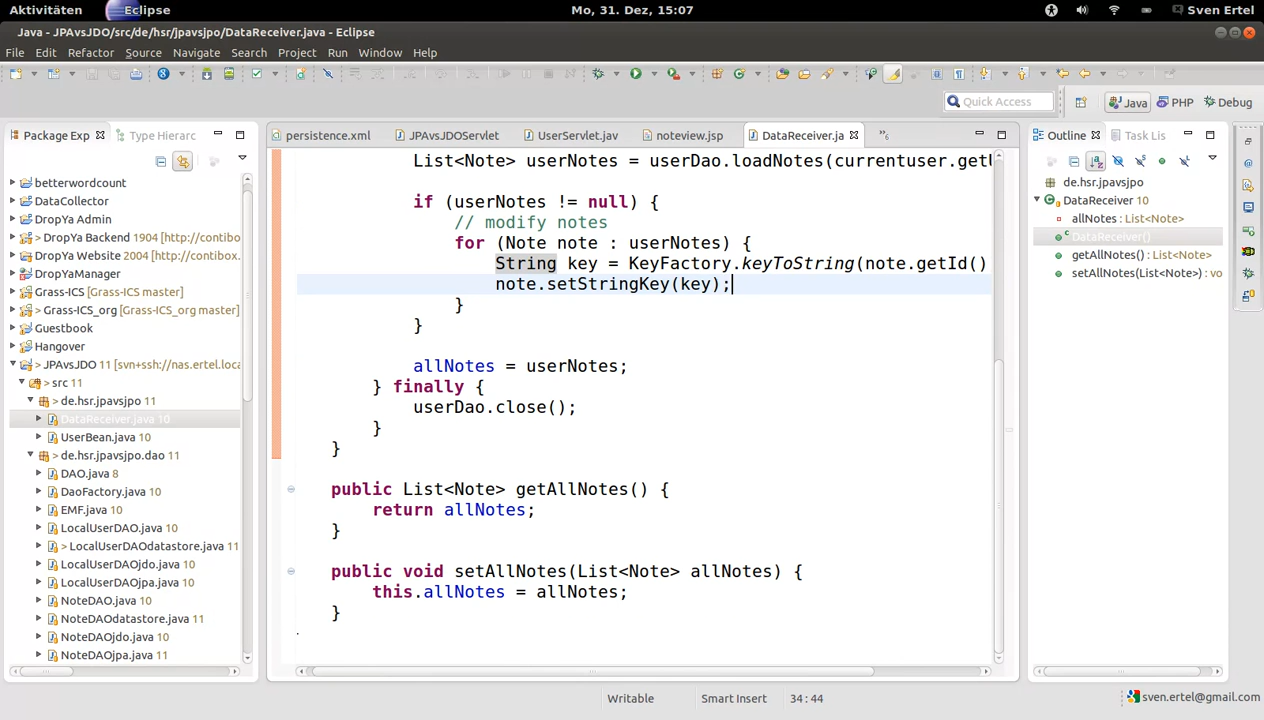 Aktivitäten
Eclipse
Mo, 31. Dez, 15:07
Sven Ertel
Java - JPAvsJDO/src/de/hsr/jpavsjpo/DataReceiver.java - Eclipse
File Edit Refactor Source Navigate Search Project Run Window Help
Quick Access
Java
PHP
Debug
Package Exp
Type Hierarc
betterwordcount
DataCollector
DropYa Admin
> DropYa Backend 1904 [http://contibo
> DropYa Website 2004 [http://contibox.
DropYaManager
Grass-ICS [Grass-ICS master]
> Grass-ICS_org [Grass-ICS_org master]
Guestbook
Hangover
> JPAvsJDO 11 [svn+ssh://nas.ertel.loca
> src 11
> de.hsr.jpavsjpo 11
DataReceiver.java 10
UserBean.java 10
> de.hsr.jpavsjpo.dao 11
DAO.java 8
DaoFactory.java 10
EMF.java 10
LocalUserDAO.java 10
> LocalUserDAOdatastore.java 11
LocalUserDAOjdo.java 10
LocalUserDAOjpa.java 10
NoteDAO.java 10
NoteDAOdatastore.java 11
NoteDAOjdo.java 10
NoteDAOjpa.java 11
persistence.xml
JPAvsJDOServlet
UserServlet.jav
noteview.jsp
DataReceiver.ja
»6
List<Note> userNotes = userDao.loadNotes(currentuser.getU
if (userNotes != null) {
// modify notes
for (Note note : userNotes) {
String key = KeyFactory.keyToString(note.getId()
note.setStringKey(key);
}
}
allNotes = userNotes;
} finally {
userDao.close();
}
}
public List<Note> getAllNotes() {
return allNotes;
}
public void setAllNotes(List<Note> allNotes) {
this.allNotes = allNotes;
}
Outline
Task Lis
de.hsr.jpavsjpo
DataReceiver 10
allNotes : List<Note>
DataReceiver()
getAllNotes() : List<Note>
setAllNotes(List<Note>) : vo
Writable
Smart Insert
34 : 44
sven.ertel@gmail.com